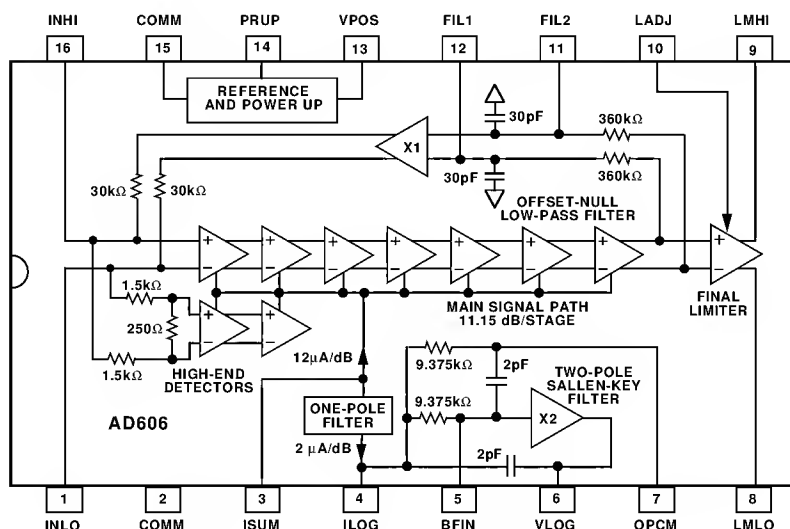 INHI COMM PRUP VPOS FIL1 FIL2 LADJ LMHI
16 15 14 13 12 11 10 9
REFERENCE
AND POWER UP
30pF
360kΩ
X1
30kΩ 30kΩ
30pF
360kΩ
OFFSET-NULL
LOW-PASS FILTER
+ + + + + + + +
– – – – – – – –
1.5kΩ
MAIN SIGNAL PATH
11.15 dB/STAGE
FINAL
LIMITER
250Ω
+ +
– –
1.5kΩ
HIGH-END
DETECTORS
12µA/dB
9.375kΩ
2pF
TWO-POLE
SALLEN-KEY
FILTER
9.375kΩ
X2
AD606
ONE-POLE
FILTER
2 µA/dB
2pF
1 2 3 4 5 6 7 8
INLO COMM ISUM ILOG BFIN VLOG OPCM LMLO